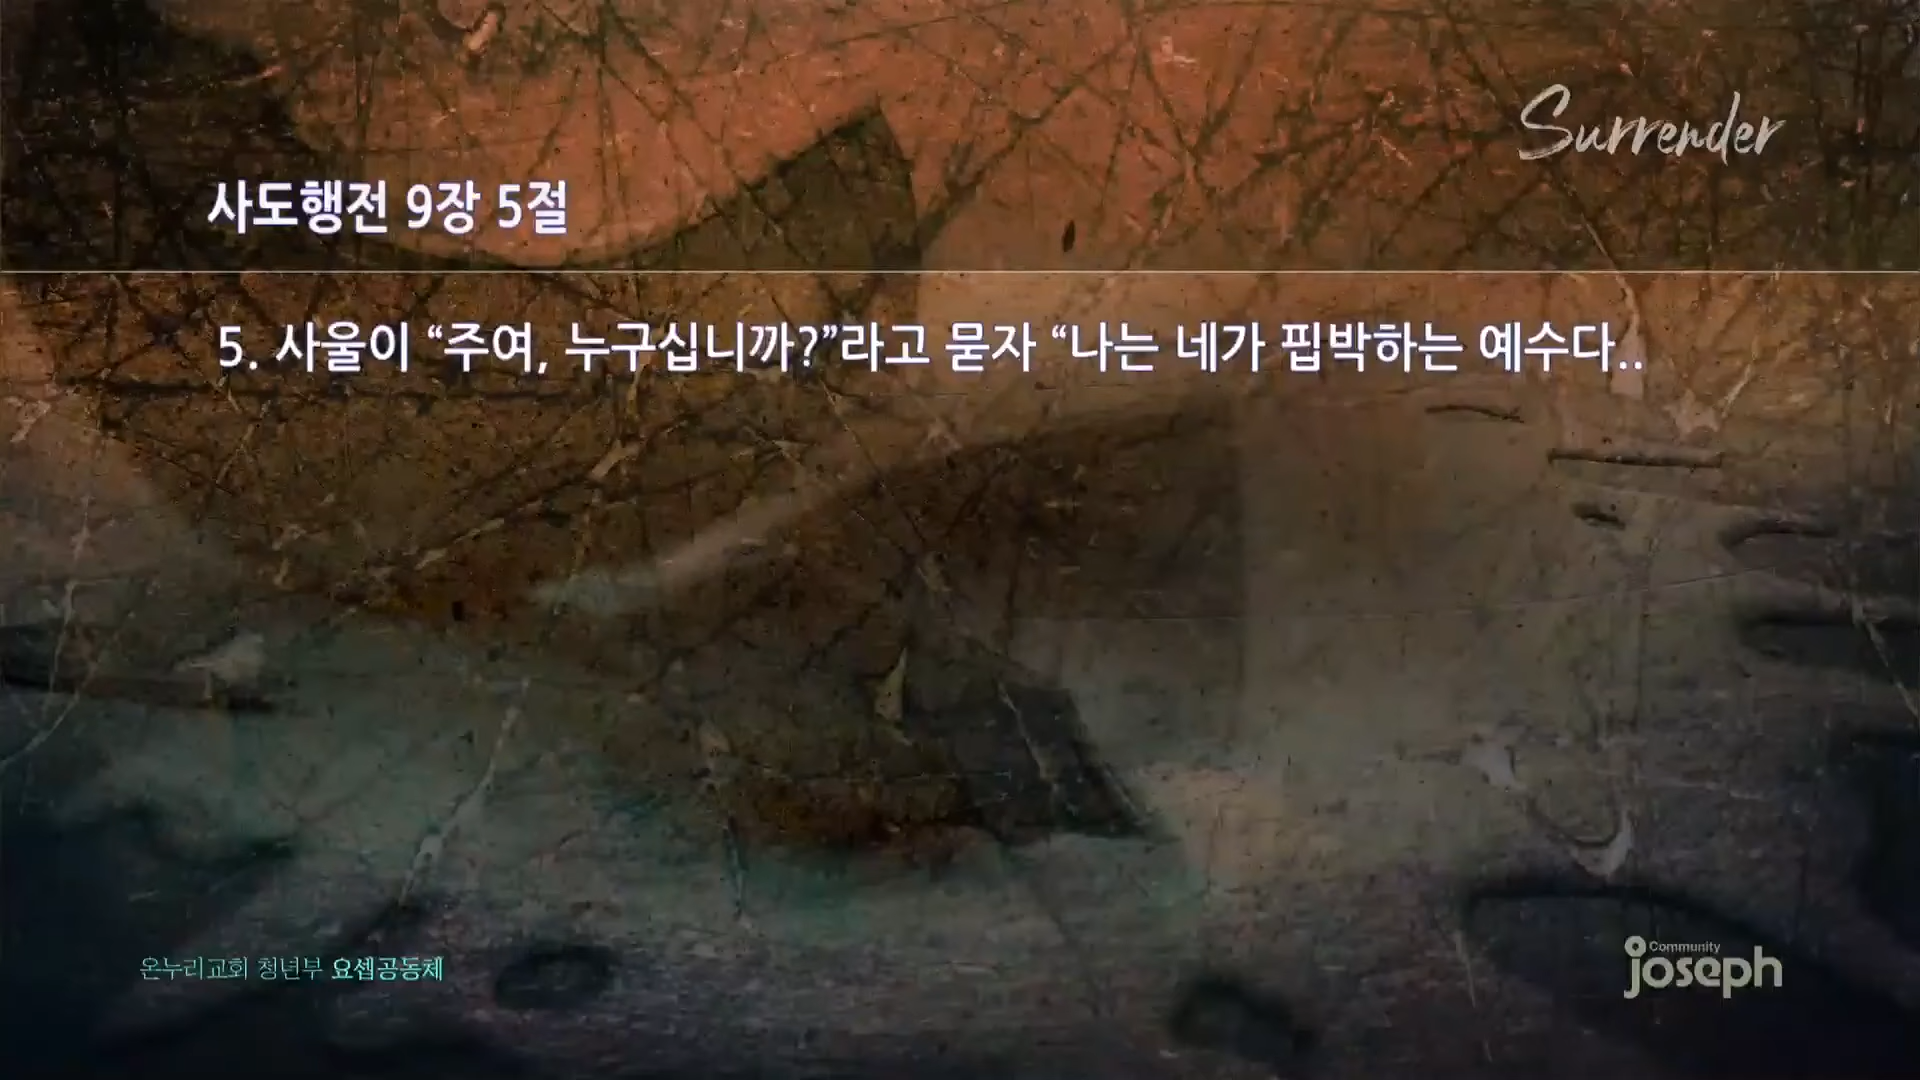 Surrender
사도행전 9장 5절
5. 사울이 “주여, 누구십니까?”라고 묻자 “나는 네가 핍박하는 예수다..
온누리교회 청년부 요셉공동체
Community
joseph